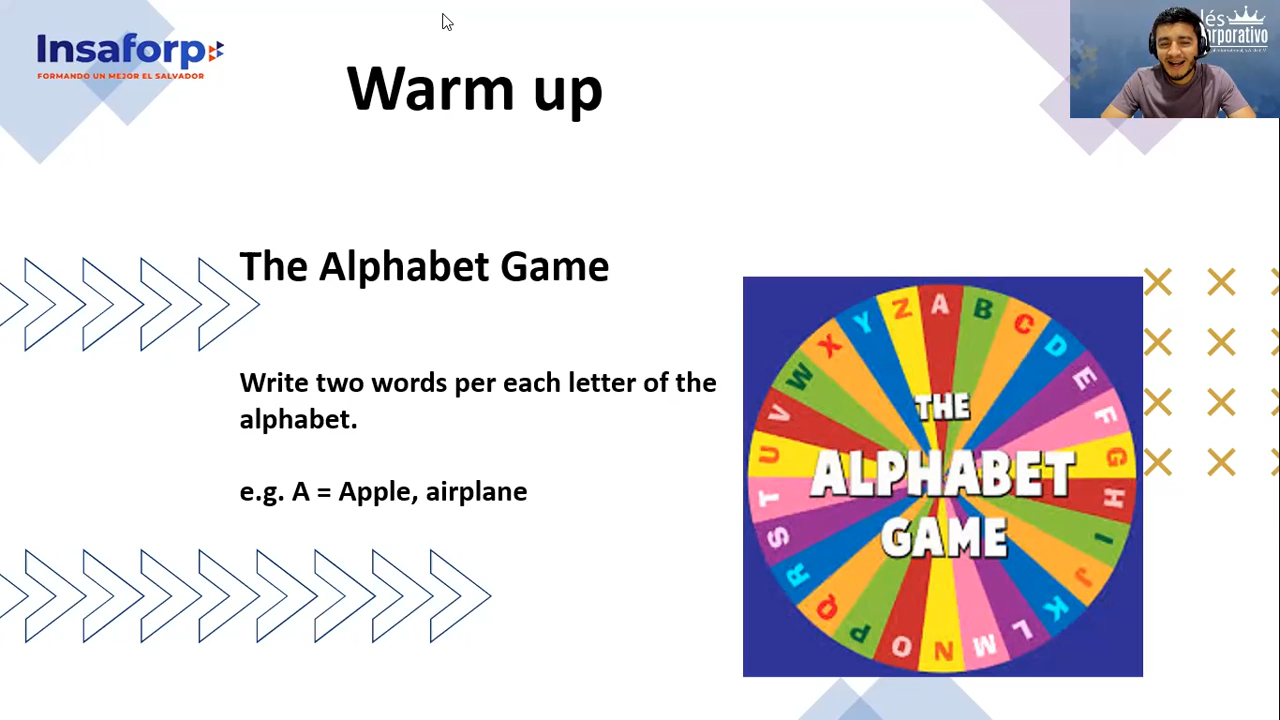 Insaforp
FORMANDO UN MEJOR EL SALVADOR
Warm up
The Alphabet Game
Write two words per each letter of the
alphabet.
e.g. A = Apple, airplane
A
B
C
D
E
F
G
H
I
J
K
L
M
N
O
P
Q
R
S
T
U
V
W
X
Y
Z
THE
ALPHABET
GAME